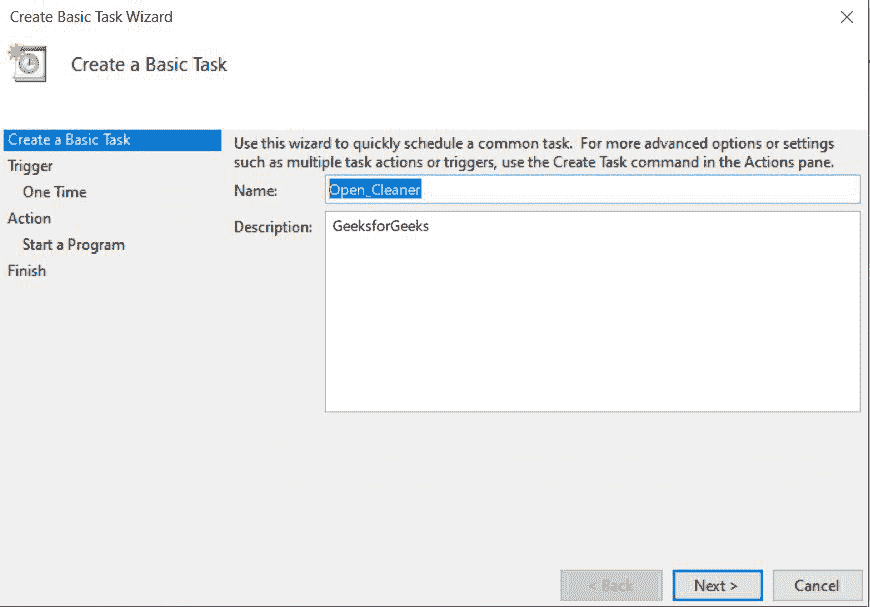 Create Basic Task Wizard
Create a Basic Task
Create a Basic Task
Trigger
One Time
Action
Start a Program
Finish
Use this wizard to quickly schedule a common task. For more advanced options or settings
such as multiple task actions or triggers, use the Create Task command in the Actions pane.
Name:
Open_Cleaner
Description:
GeeksforGeeks
< Back
Next >
Cancel